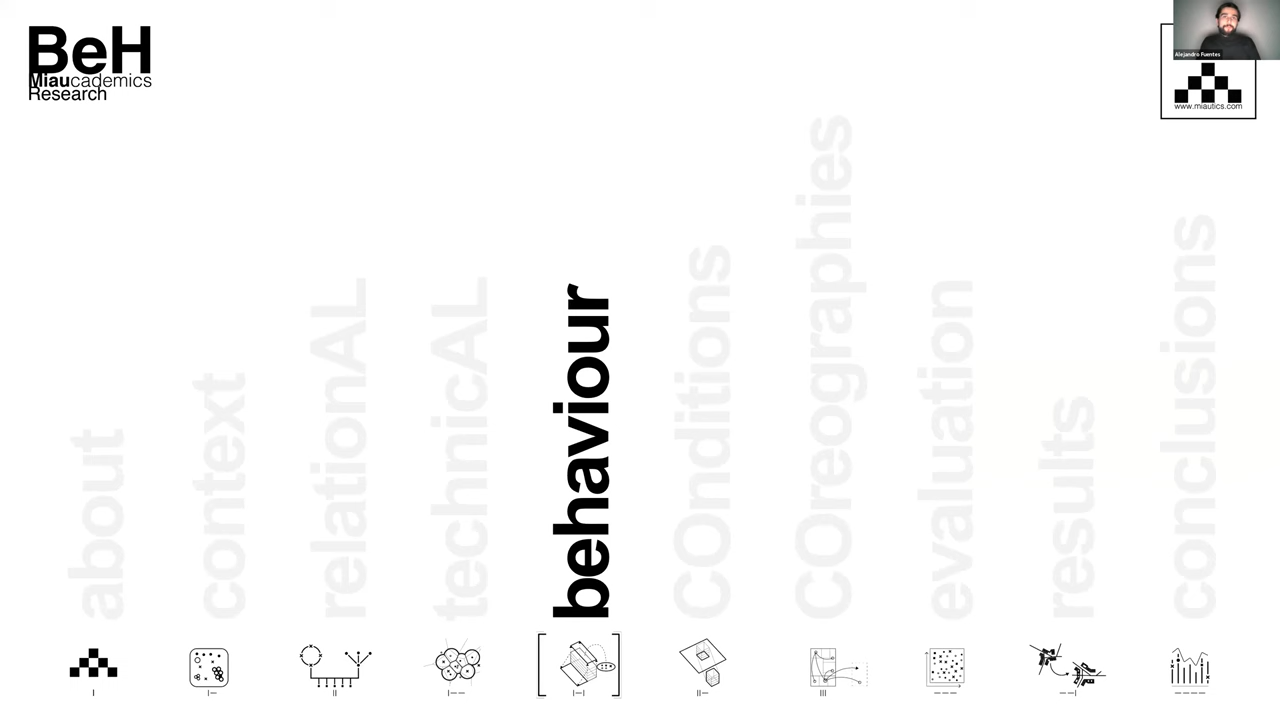 BeH
Miaucademics
Research
Alejandro Fuentes
www.miautics.com
about
context
relationAL
technicAL
behaviour
COnditions
COreographies
evaluation
results
conclusions